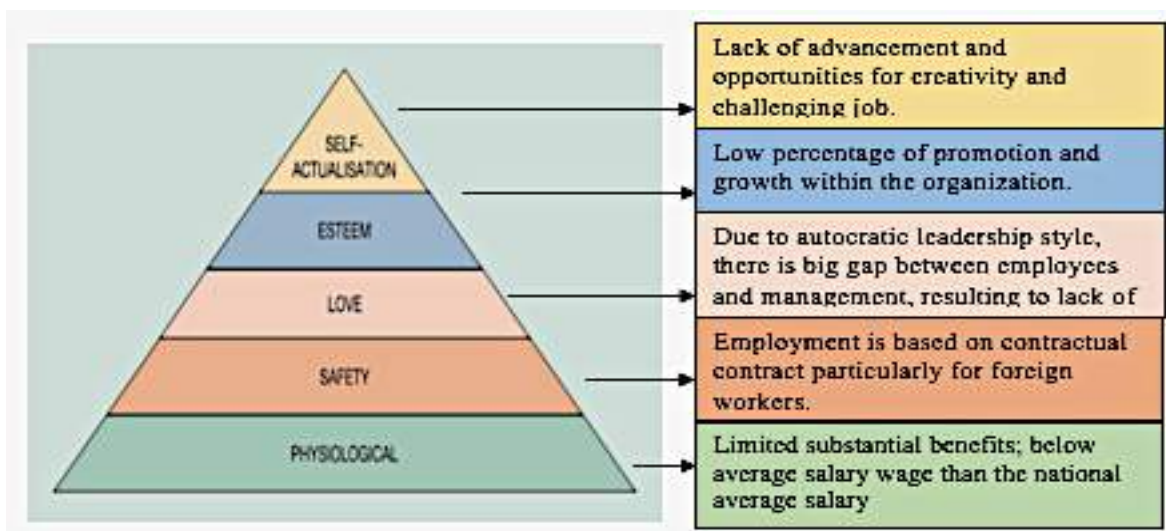 SELF-
ACTUALISATION
ESTEEM
LOVE
SAFETY
PHYSIOLOGICAL
Lack of advancement and
opportunities for creativity and
challenging job.
Low percentage of promotion and
growth within the organization.
Due to autocratic leadership style,
there is big gap between employees
and management, resulting to lack of
Employment is based on contractual
contract particularly for foreign
workers.
Limited substantial benefits; below
average salary wage than the national
average salary